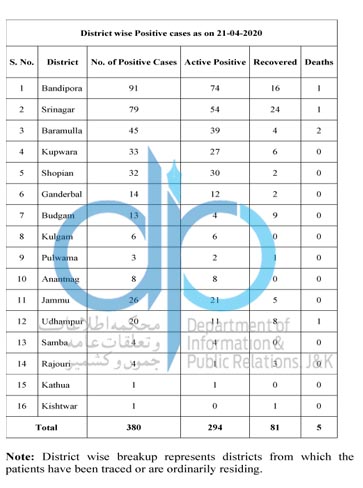 District wise Positive cases as on 21-04-2020
S. No. District No. of Positive Cases Active Positive Recovered Deaths
1 Bandipora 91 74 16 1
2 Srinagar 79 54 24 1
3 Baramulla 45 39 4 2
4 Kupwara 33 27 6 0
5 Shopian 32 30 2 0
6 Ganderbal 14 12 2 0
7 Budgam 13 4 9 0
8 Kulgam 6 6 0 0
9 Pulwama 3 2 1 0
10 Anantnag 8 8 0 0
11 Jammu 26 21 5 0
12 Udhampur 20 11 8 1
13 Samba 4 4 0 0
14 Rajouri 4 1 3 0
15 Kathua 1 1 0 0
16 Kishtwar 1 0 1 0
Total 380 294 81 5
محکمہ اطلاعات
و تعلقات عامہ
جموں و کشمیر
Department of
Information &
Public Relations, J&K
Note: District wise breakup represents districts from which the
patients have been traced or are ordinarily residing.